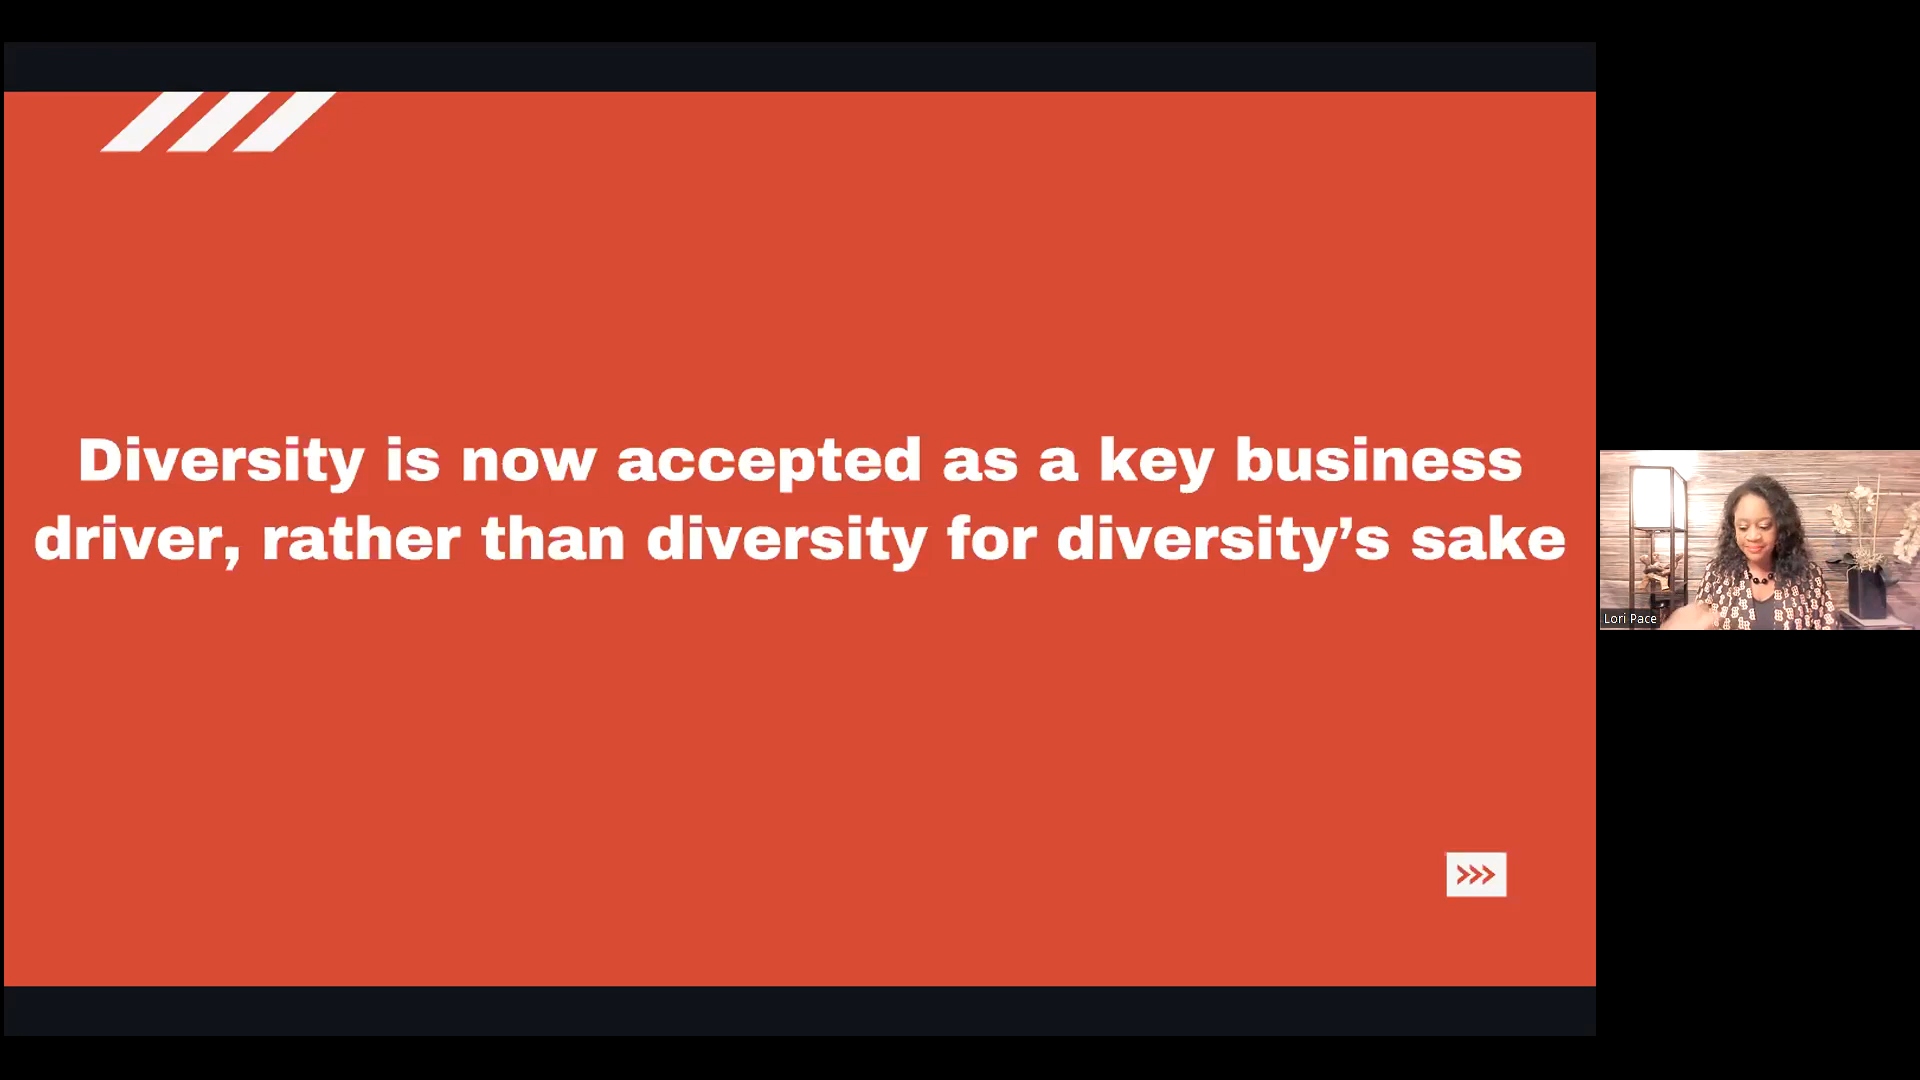 Diversity is now accepted as a key business
driver, rather than diversity for diversity’s sake
Lori Pace